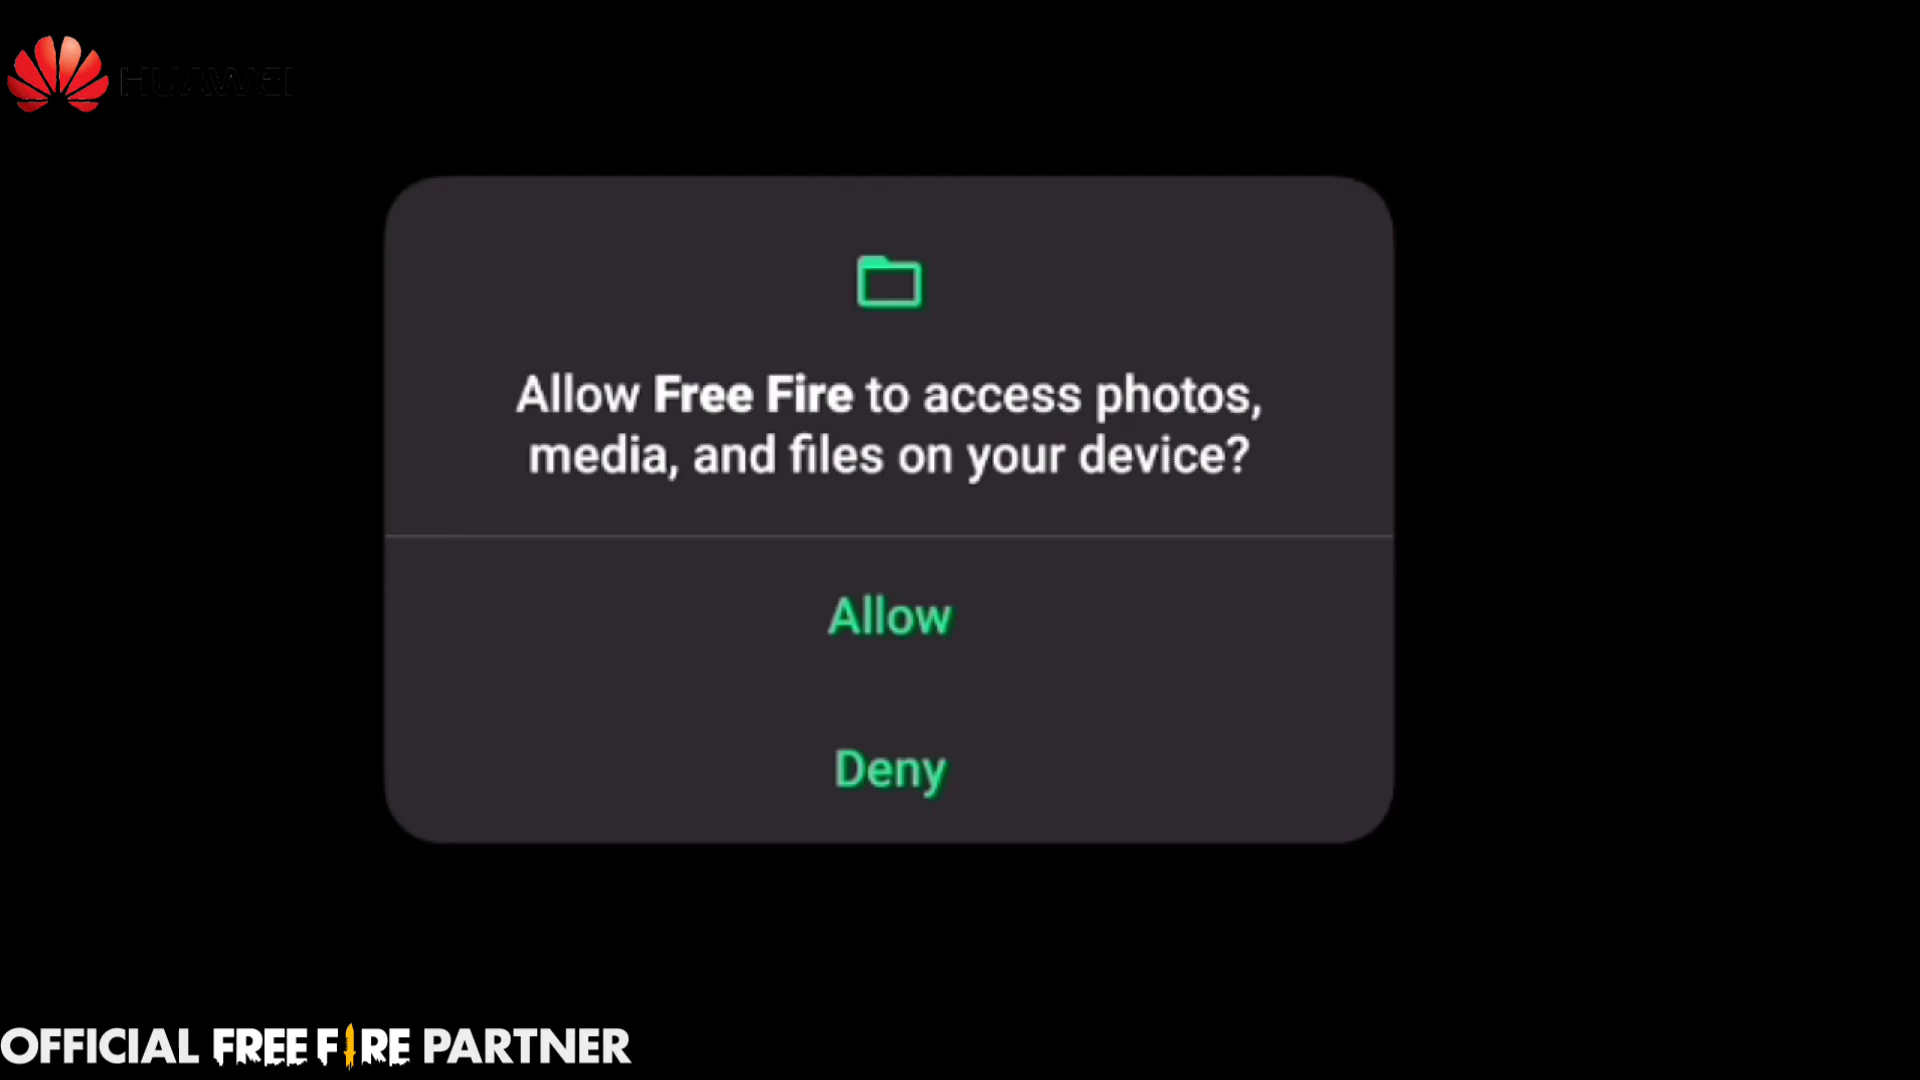 HUAWEI
Allow Free Fire to access photos,
media, and files on your device?
Allow
Deny
OFFICIAL FREE FIRE PARTNER